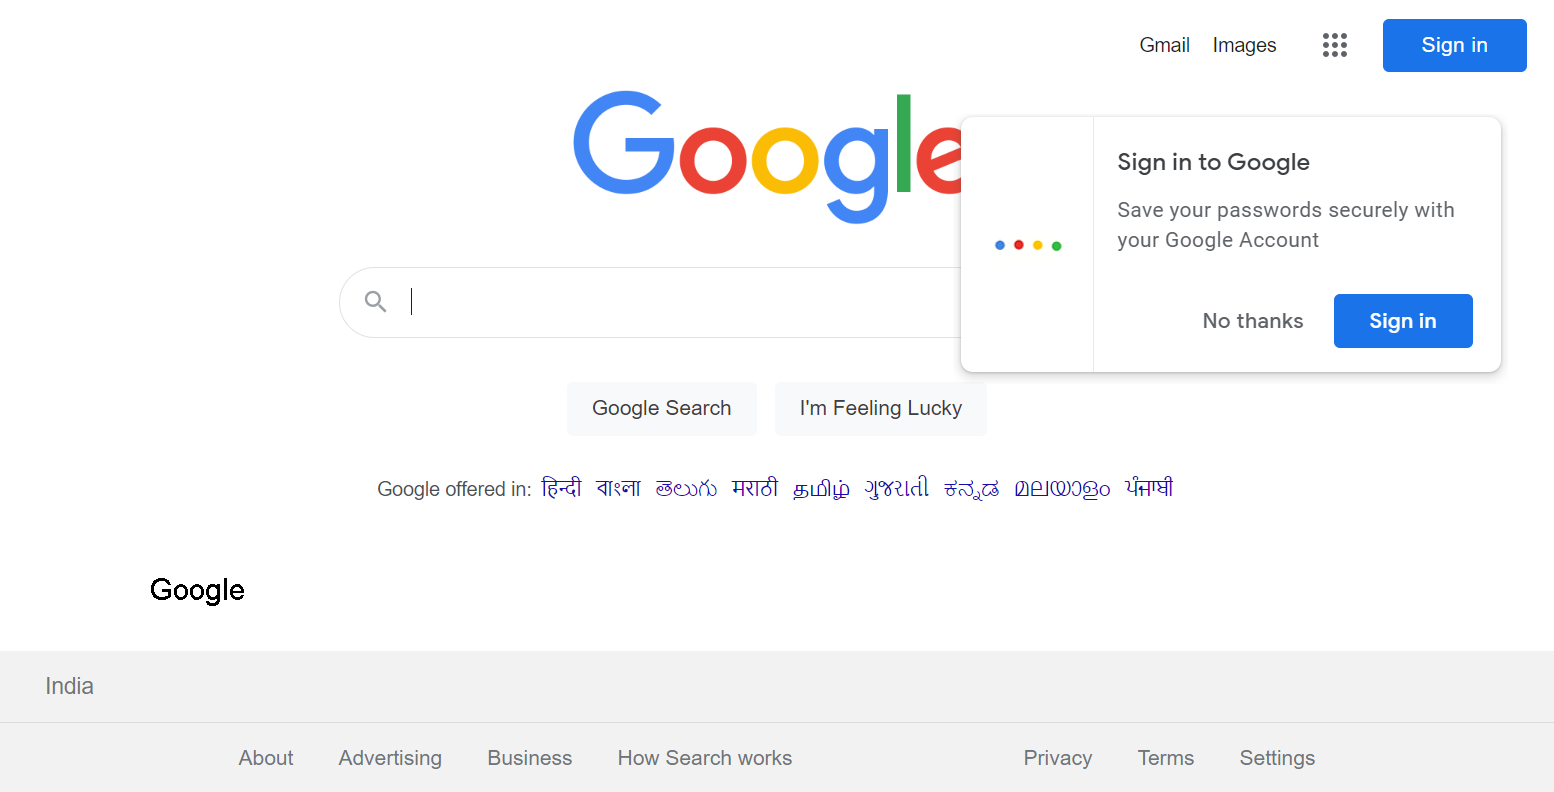 Gmail Images Sign in
Google
Sign in to Google
Save your passwords securely with
your Google Account
No thanks Sign in
Google Search I'm Feeling Lucky
Google offered in: हिन्दी বাংলা తెలుగు मराठी தமிழ் ગુજરાતી ಕನ್ನಡ മലയാളം ਪੰਜਾਬੀ
Google
India
About Advertising Business How Search works Privacy Terms Settings